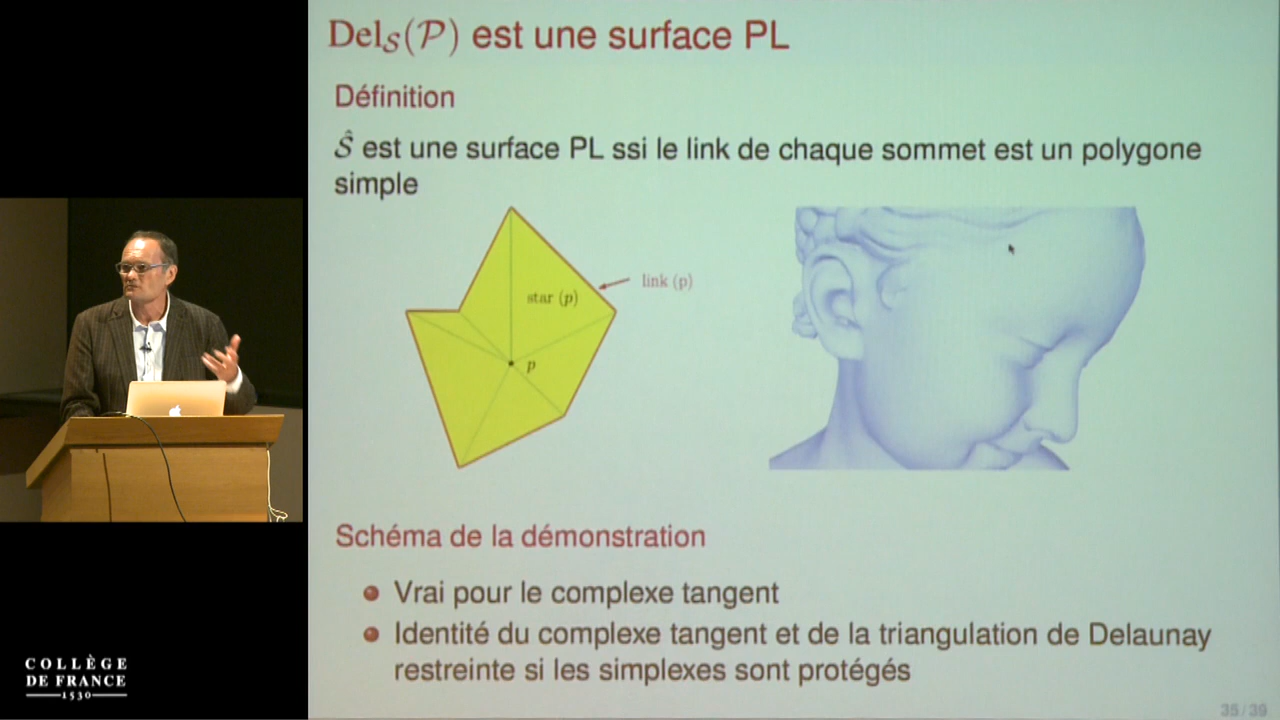 Del𝒮(𝒫) est une surface PL
Définition
Ŝ est une surface PL ssi le link de chaque sommet est un polygone
simple
link (p)
star (p)
p
Schéma de la démonstration
Vrai pour le complexe tangent
Identité du complexe tangent et de la triangulation de Delaunay
restreinte si les simplexes sont protégés
35 / 39
COLLÈGE
DE FRANCE
1530